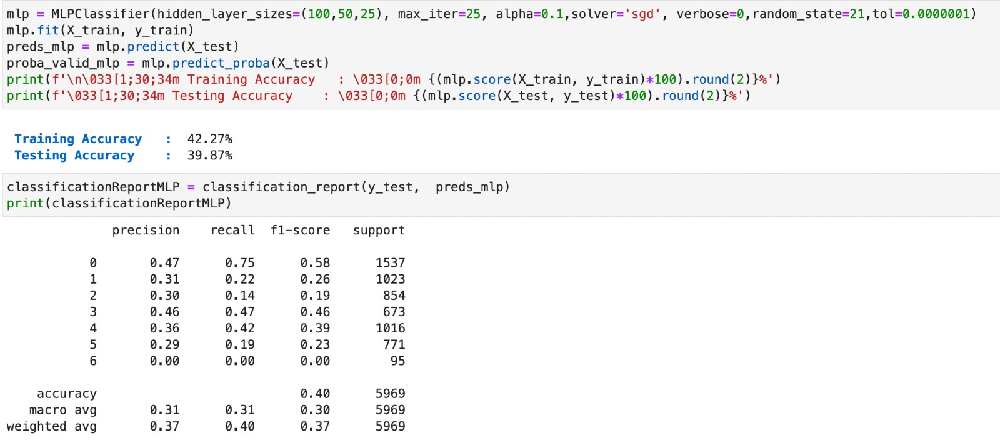 mlp = MLPClassifier(hidden_layer_sizes=(100,50,25), max_iter=25, alpha=0.1,solver='sgd', verbose=0,random_state=21,tol=0.0000001)
mlp.fit(X_train, y_train)
preds_mlp = mlp.predict(X_test)
proba_valid_mlp = mlp.predict_proba(X_test)
print(f'\n\033[1;30;34m Training Accuracy   : \033[0;0m {(mlp.score(X_train, y_train)*100).round(2)}%')
print(f'\033[1;30;34m Testing Accuracy    : \033[0;0m {(mlp.score(X_test, y_test)*100).round(2)}%')
Training Accuracy   :  42.27%
Testing Accuracy    :  39.87%
classificationReportMLP = classification_report(y_test,  preds_mlp)
print(classificationReportMLP)
              precision    recall  f1-score   support
           0       0.47      0.75      0.58      1537
           1       0.31      0.22      0.26      1023
           2       0.30      0.14      0.19       854
           3       0.46      0.47      0.46       673
           4       0.36      0.42      0.39      1016
           5       0.29      0.19      0.23       771
           6       0.00      0.00      0.00        95
    accuracy                           0.40      5969
   macro avg       0.31      0.31      0.30      5969
weighted avg       0.37      0.40      0.37      5969